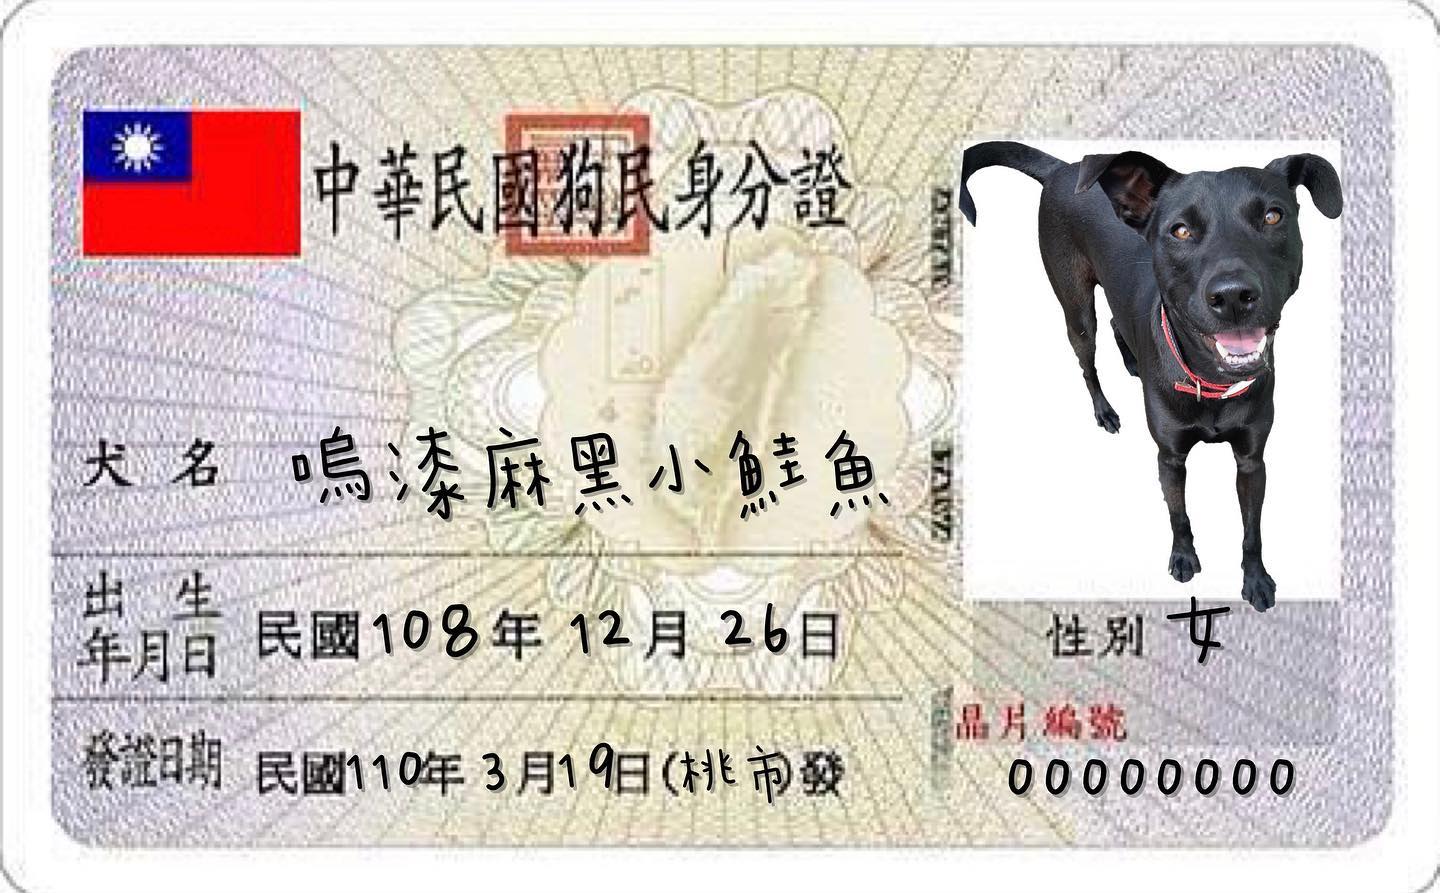 中華民國狗民身分證
犬名 嗚漆麻黑小鮭魚
出生年月日 民國108年12月26日
性別 女
發證日期 民國110年3月19日(桃市)發
晶片編號
00000000